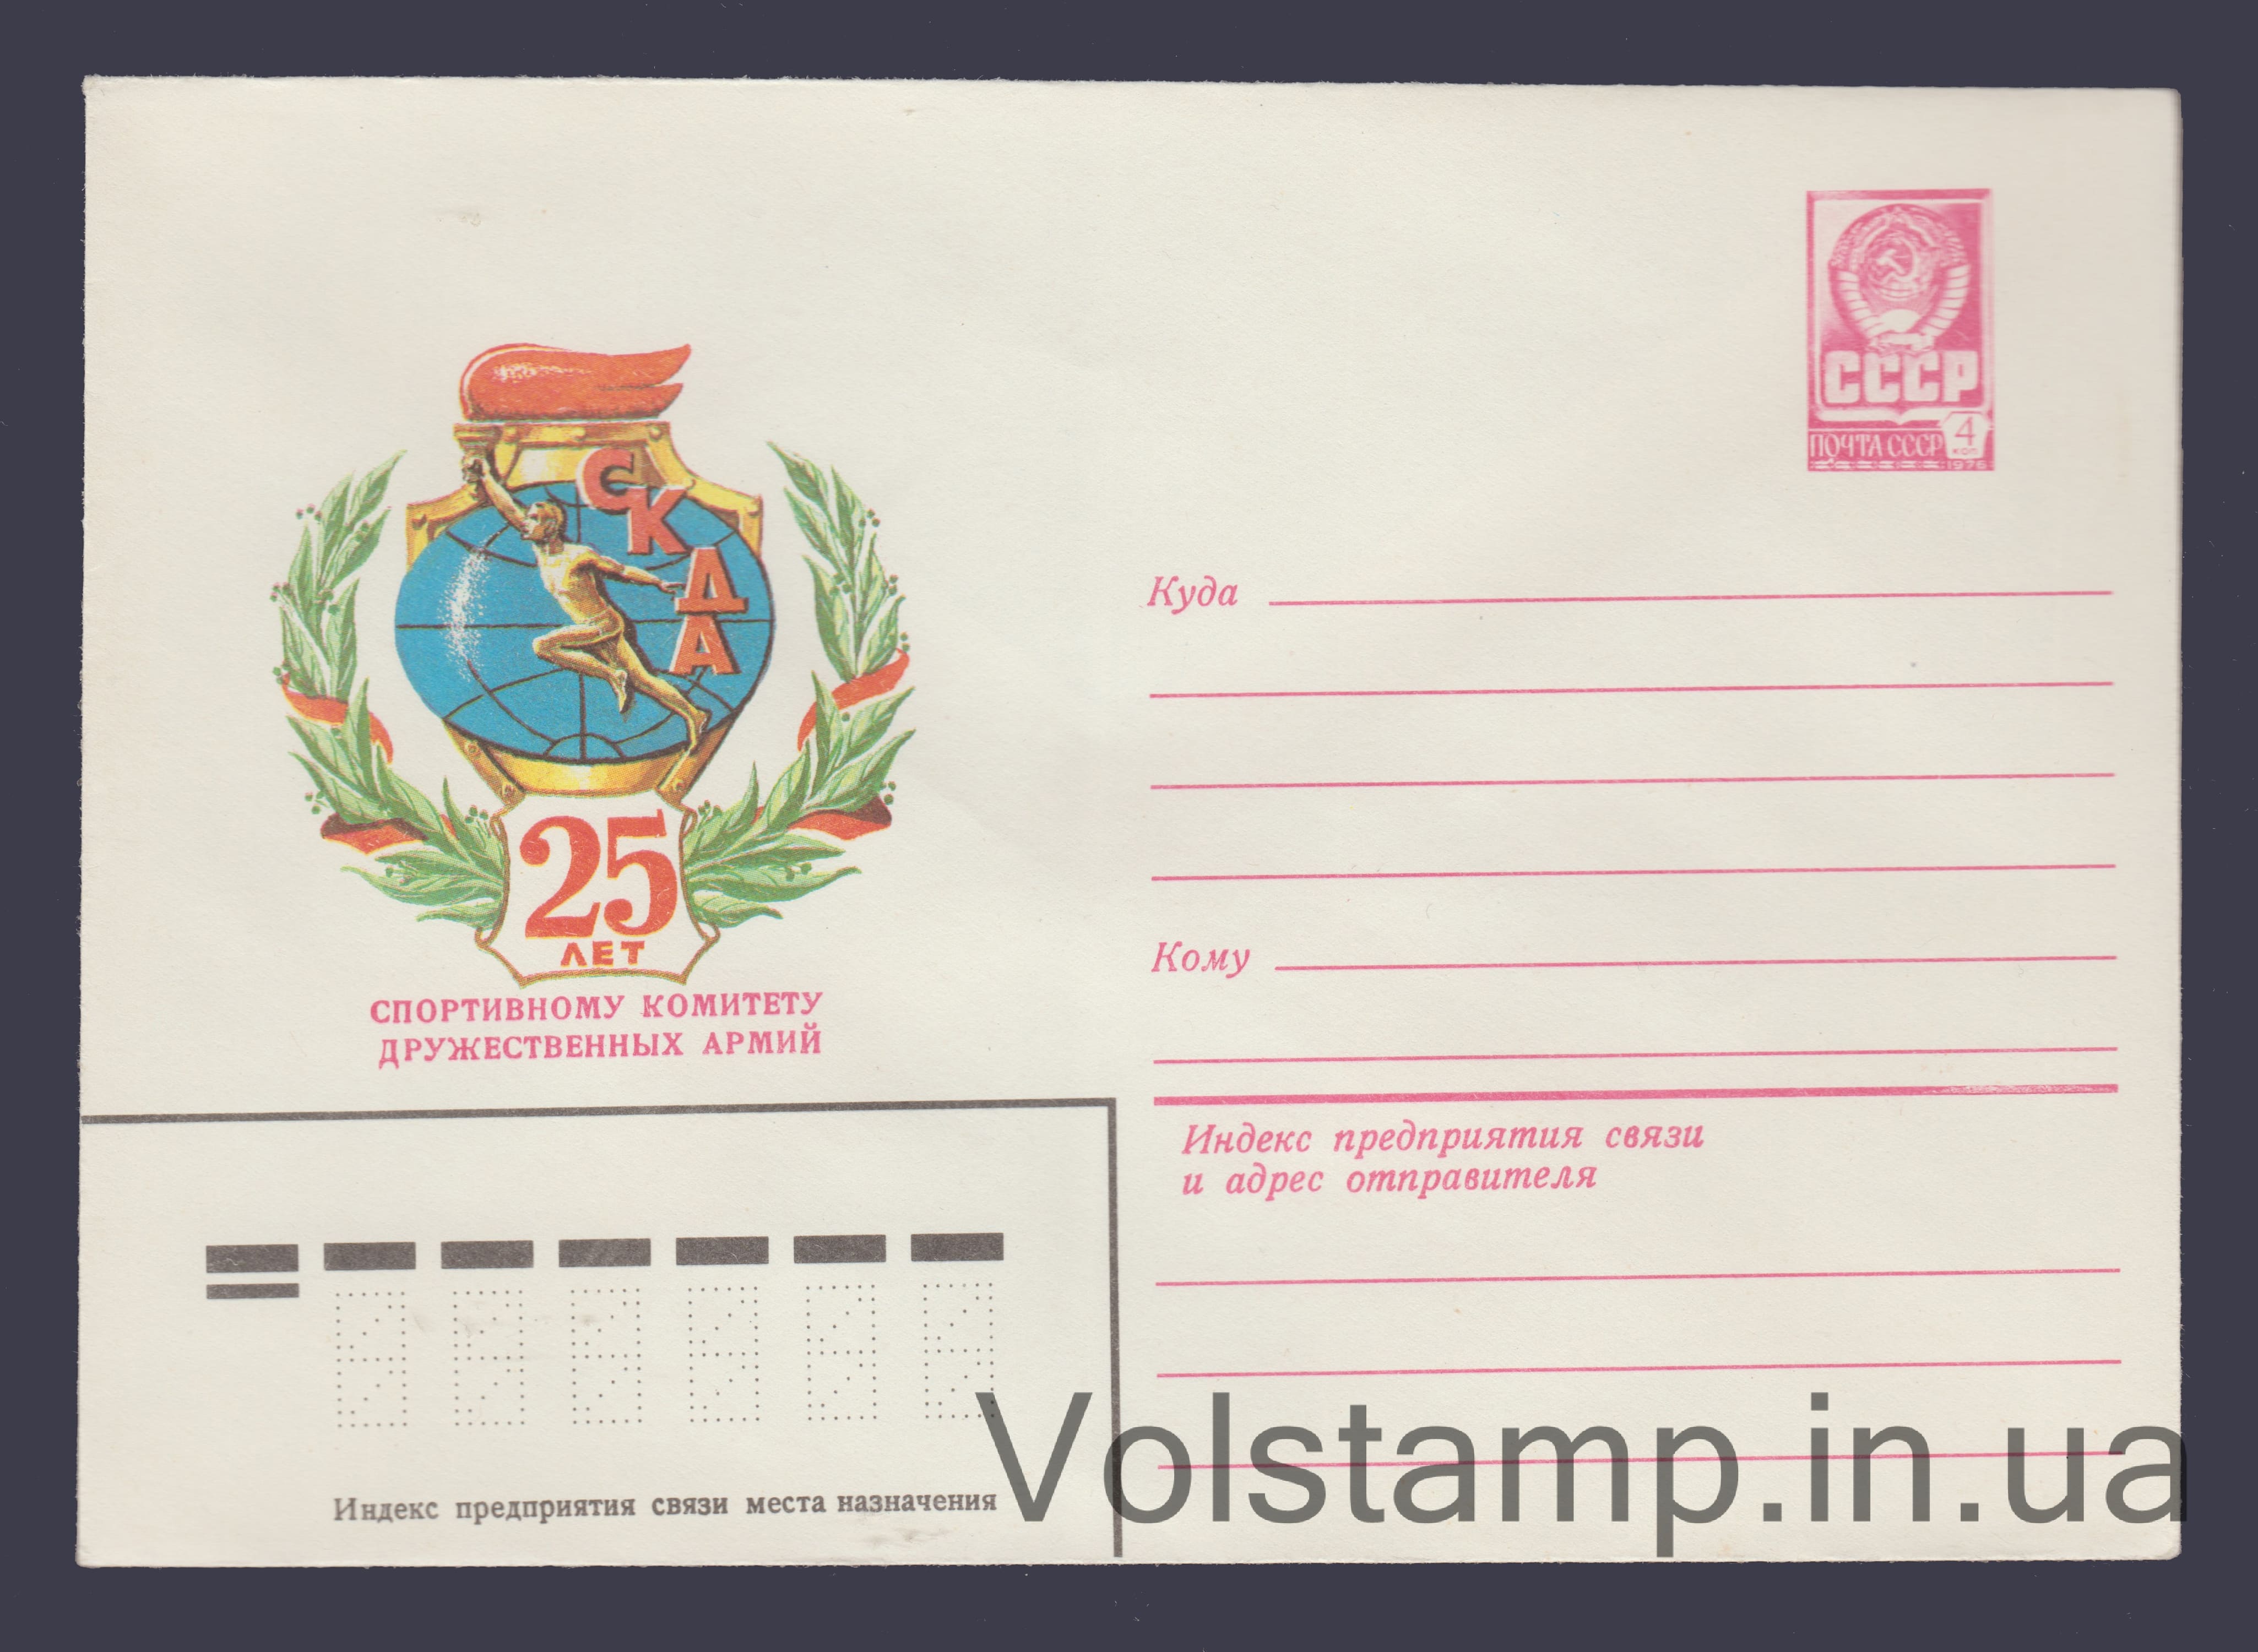 СКДА
25
ЛЕТ
СПОРТИВНОМУ КОМИТЕТУ
ДРУЖЕСТВЕННЫХ АРМИЙ
СССР
ПОЧТА СССР 4 коп
1976
Куда
Кому
Индекс предприятия связи
и адрес отправителя
Индекс предприятия связи места назначения
Volstamp.in.ua